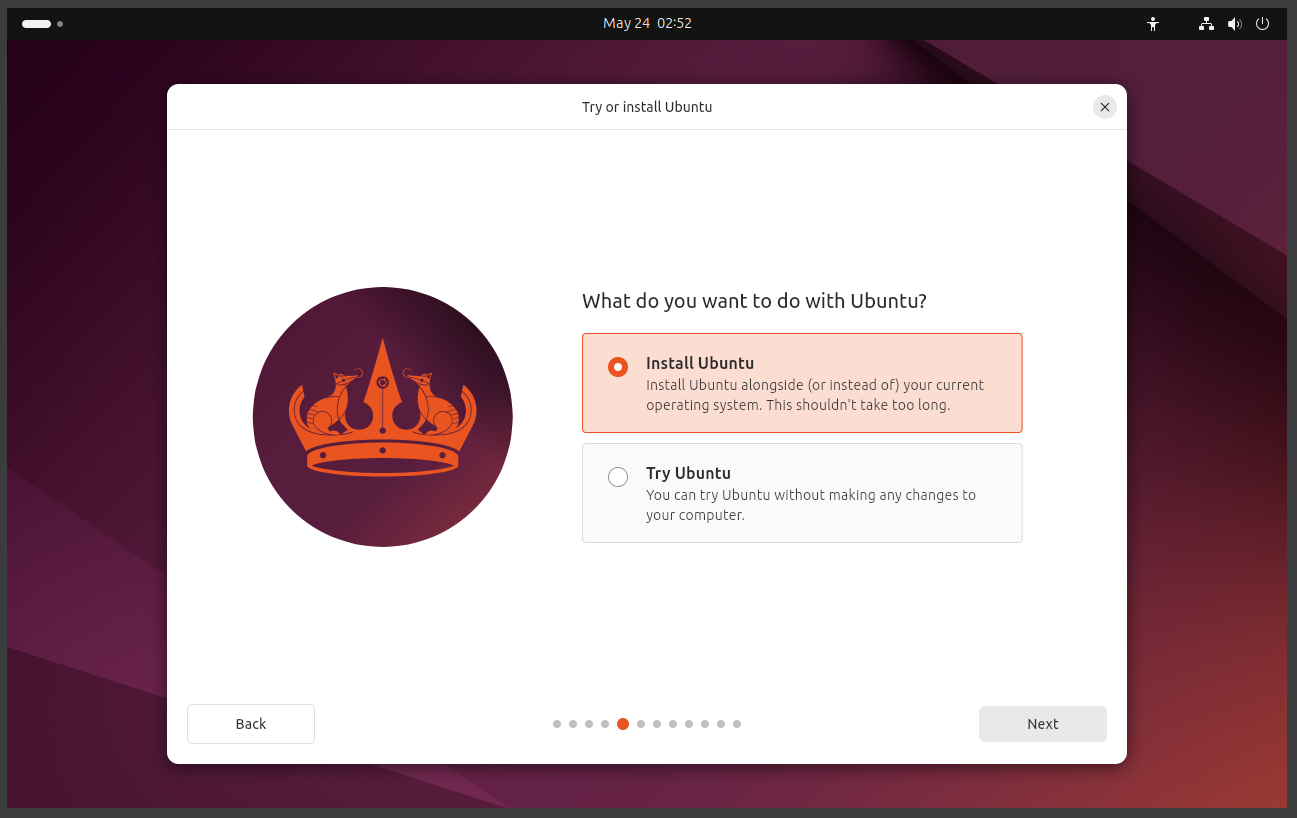 May 24 02:52
Try or install Ubuntu
What do you want to do with Ubuntu?
Install Ubuntu
Install Ubuntu alongside (or instead of) your current
operating system. This shouldn't take too long.
Try Ubuntu
You can try Ubuntu without making any changes to
your computer.
Back
Next